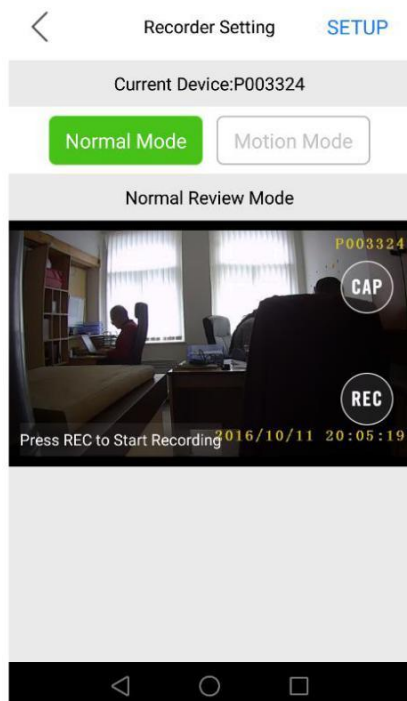 Recorder Setting SETUP
Current Device:P003324
Normal Mode Motion Mode
Normal Review Mode
P003324
CAP
REC
Press REC to Start Recording 2016/10/11 20:05:19